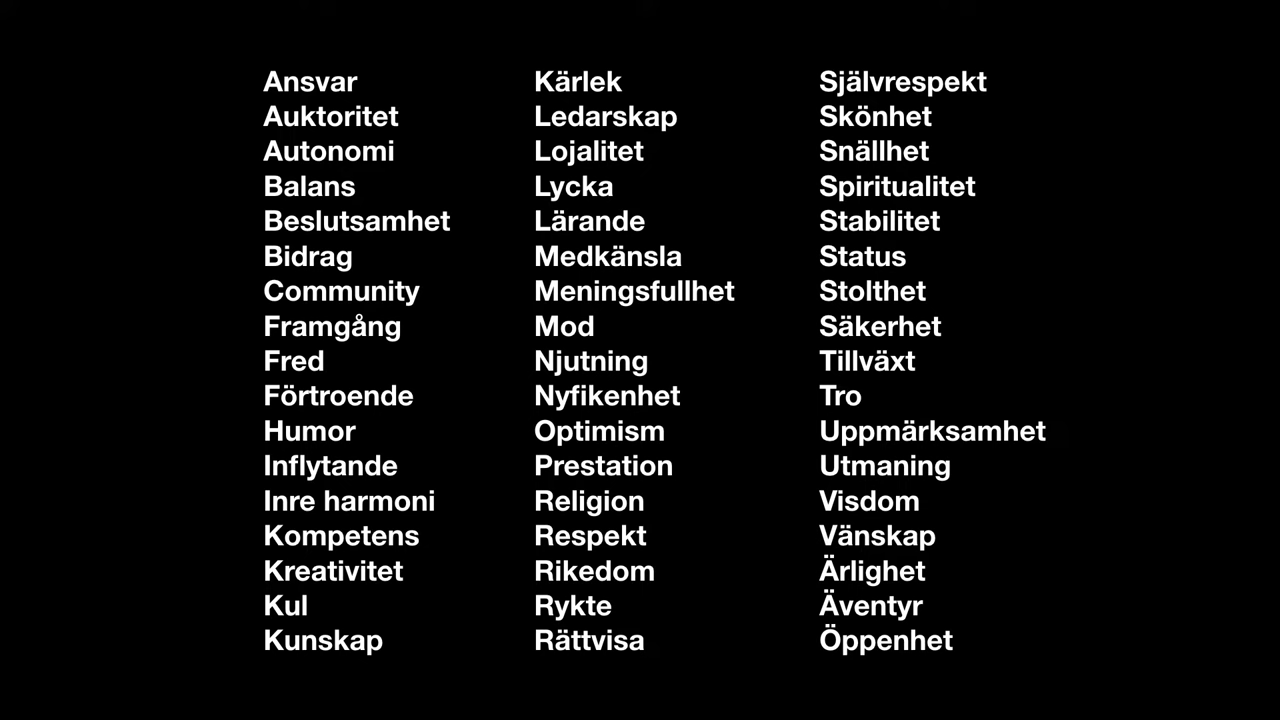 Ansvar
Auktoritet
Autonomi
Balans
Beslutsamhet
Bidrag
Community
Framgång
Fred
Förtroende
Humor
Inflytande
Inre harmoni
Kompetens
Kreativitet
Kul
Kunskap
Kärlek
Ledarskap
Lojalitet
Lycka
Lärande
Medkänsla
Meningsfullhet
Mod
Njutning
Nyfikenhet
Optimism
Prestation
Religion
Respekt
Rikedom
Rykte
Rättvisa
Självrespekt
Skönhet
Snällhet
Spiritualitet
Stabilitet
Status
Stolthet
Säkerhet
Tillväxt
Tro
Uppmärksamhet
Utmaning
Visdom
Vänskap
Ärlighet
Äventyr
Öppenhet